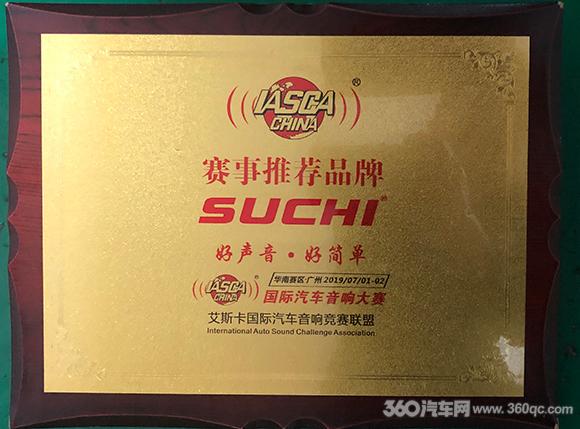 IASCA
CHINA
®
赛事推荐品牌
SUCHI®
好声音·好简单
IASCA
CHINA
®
华南赛区·广州 2019/07/01-02
国际汽车音响大赛
艾斯卡国际汽车音响竞赛联盟
International Auto Sound Challenge Association
360汽车网 www.360qc.com